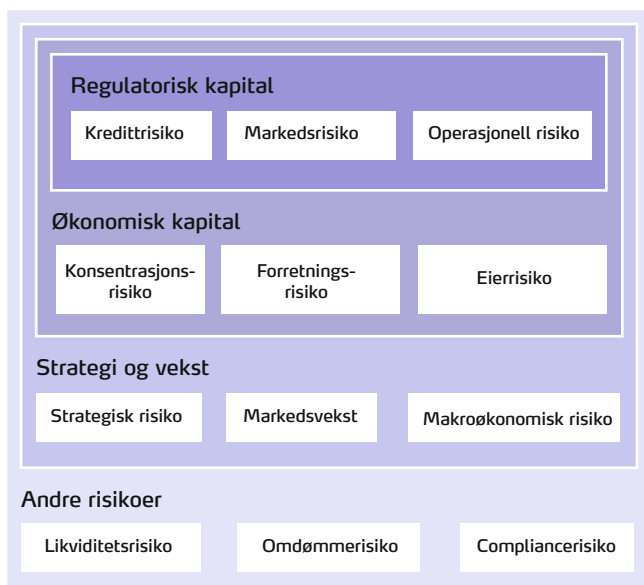 Regulatorisk kapital
Kredittrisiko
Markedsrisiko
Operasjonell risiko
Økonomisk kapital
Konsentrasjons-
risiko
Forretnings-
risiko
Eierrisiko
Strategi og vekst
Strategisk risiko
Markedsvekst
Makroøkonomisk risiko
Andre risikoer
Likviditetsrisiko
Omdømmerisiko
Compliancerisiko